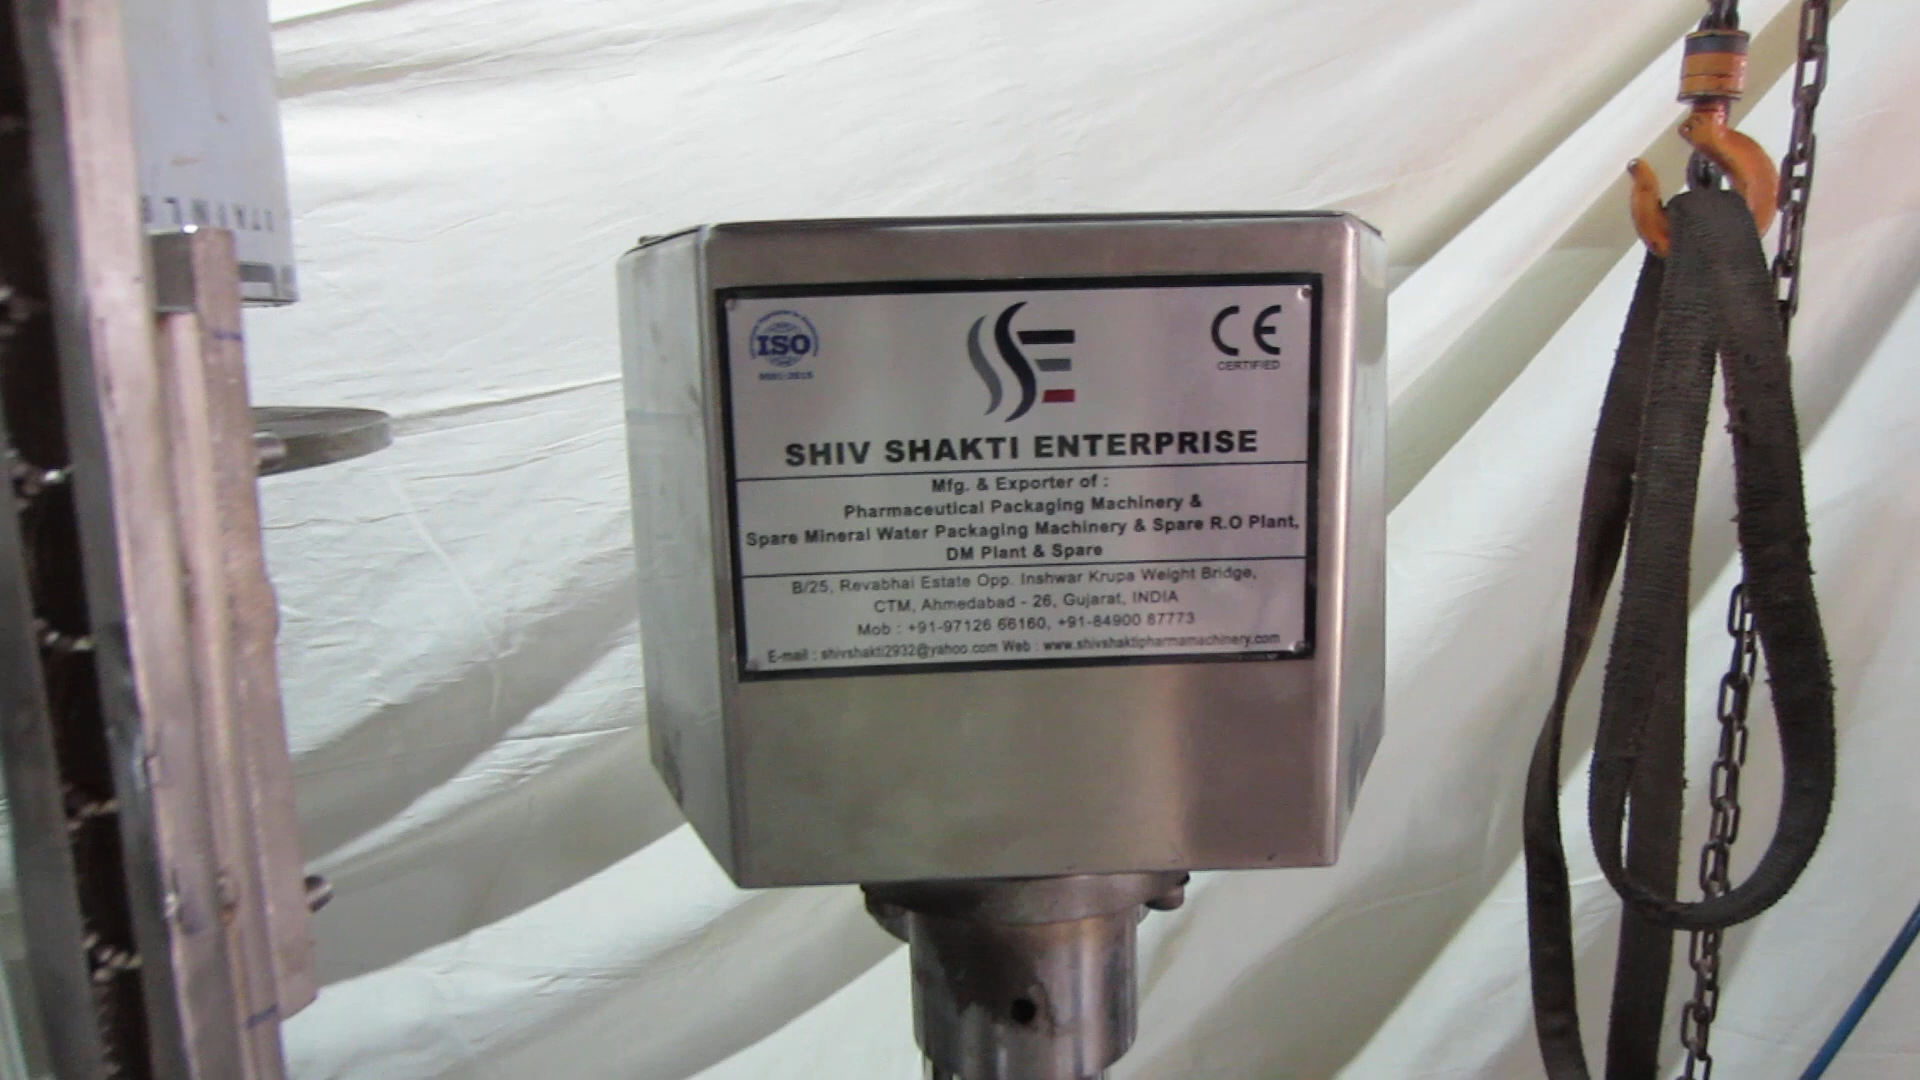 ISO
9001:2015
SSE
CE
CERTIFIED
SHIV SHAKTI ENTERPRISE
Mfg. & Exporter of :
Pharmaceutical Packaging Machinery &
Spare Mineral Water Packaging Machinery & Spare R.O Plant,
DM Plant & Spare
B/25, Revabhai Estate Opp. Inshwar Krupa Weight Bridge,
CTM, Ahmedabad - 26, Gujarat, INDIA
Mob : +91-97126 66160, +91-84900 87773
E-mail : shivshakti2932@yahoo.com Web : www.shivshaktipharmamachinery.com